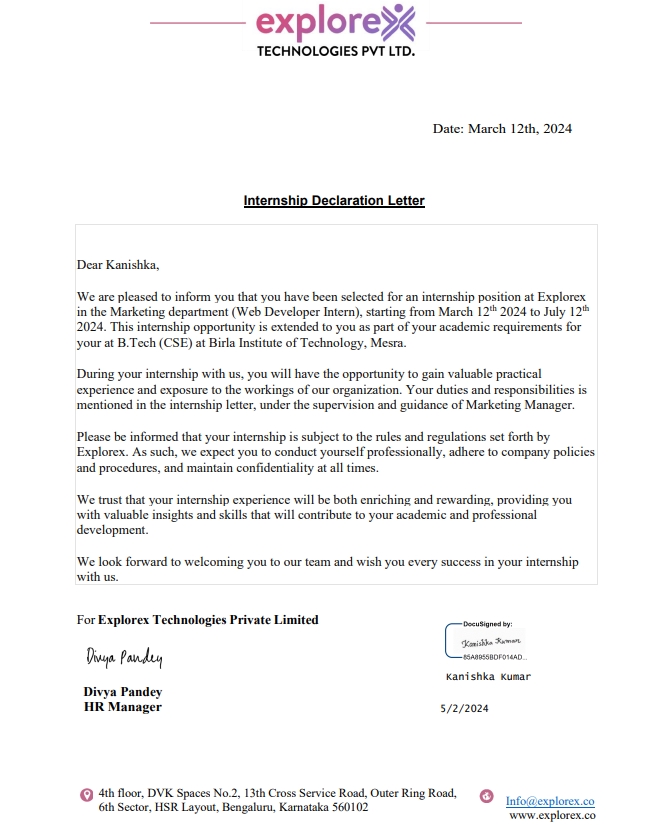 explorex
TECHNOLOGIES PVT LTD.
Date: March 12th, 2024
Internship Declaration Letter
Dear Kanishka,
We are pleased to inform you that you have been selected for an internship position at Explorex
in the Marketing department (Web Developer Intern), starting from March 12th 2024 to July 12th
2024. This internship opportunity is extended to you as part of your academic requirements for
your at B.Tech (CSE) at Birla Institute of Technology, Mesra.
During your internship with us, you will have the opportunity to gain valuable practical
experience and exposure to the workings of our organization. Your duties and responsibilities is
mentioned in the internship letter, under the supervision and guidance of Marketing Manager.
Please be informed that your internship is subject to the rules and regulations set forth by
Explorex. As such, we expect you to conduct yourself professionally, adhere to company policies
and procedures, and maintain confidentiality at all times.
We trust that your internship experience will be both enriching and rewarding, providing you
with valuable insights and skills that will contribute to your academic and professional
development.
We look forward to welcoming you to our team and wish you every success in your internship
with us.
For Explorex Technologies Private Limited
Divya Pandey
Divya Pandey
HR Manager
DocuSigned by:
Kanishka Kumar
85A8955BDF014AD...
Kanishka Kumar
5/2/2024
4th floor, DVK Spaces No.2, 13th Cross Service Road, Outer Ring Road,
6th Sector, HSR Layout, Bengaluru, Karnataka 560102
Info@explorex.co
www.explorex.co